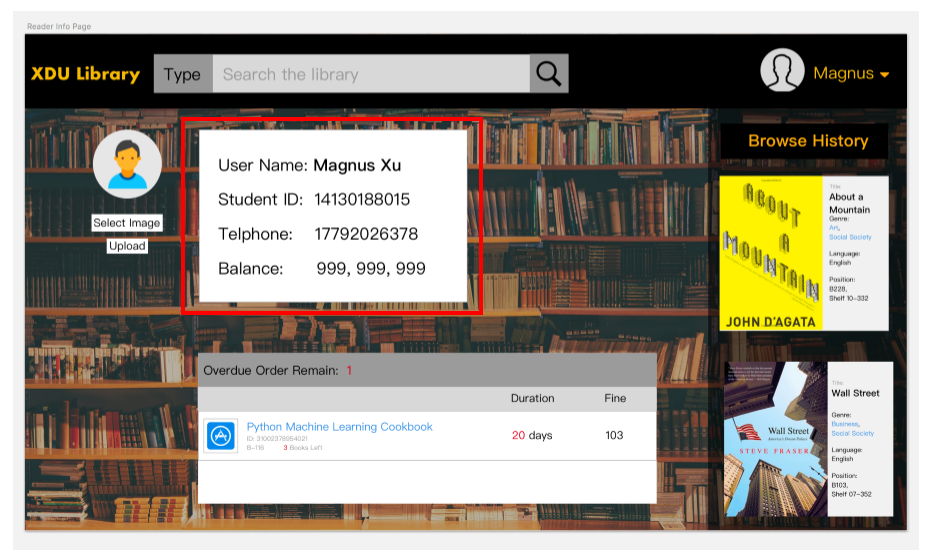 Reader Info Page
XDU Library
Type
Search the library
Magnus
Select Image
Upload
User Name: Magnus Xu
Student ID: 14130188015
Telphone: 17792026378
Balance: 999, 999, 999
Overdue Order Remain: 1
Duration Fine
Python Machine Learning Cookbook
ID: 31002378954021
B-116 3 Books Left
20 days 103
Browse History
ABOUT
A
MOUNTAIN
JOHN D'AGATA
Title:
About a
Mountain
Genre:
Art,
Social Society
Language:
English
Position:
B228,
Shelf 10-332
Wall Street
America's Dream Palace
STEVE FRASER
Title:
Wall Street
Genre:
Business,
Social Society
Language:
English
Position:
B103,
Shelf 07-352